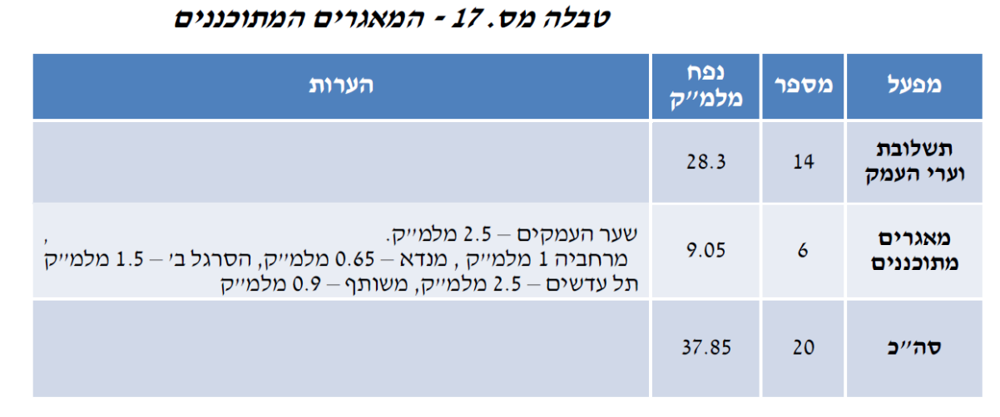 טבלה מס. 17 - המאגרים המתוכננים
מפעל מספר נפח מלמ״ק הערות
תשלובת וערי העמק 14 28.3
מאגרים מתוכננים 6 9.05
שער העמקים – 2.5 מלמ״ק. ,
מרחביה 1 מלמ״ק , מנדא – 0.65 מלמ״ק, הסרגל ב׳ – 1.5 מלמ״ק
תל עדשים – 2.5 מלמ״ק, משותף – 0.9 מלמ״ק
סה״כ 20 37.85